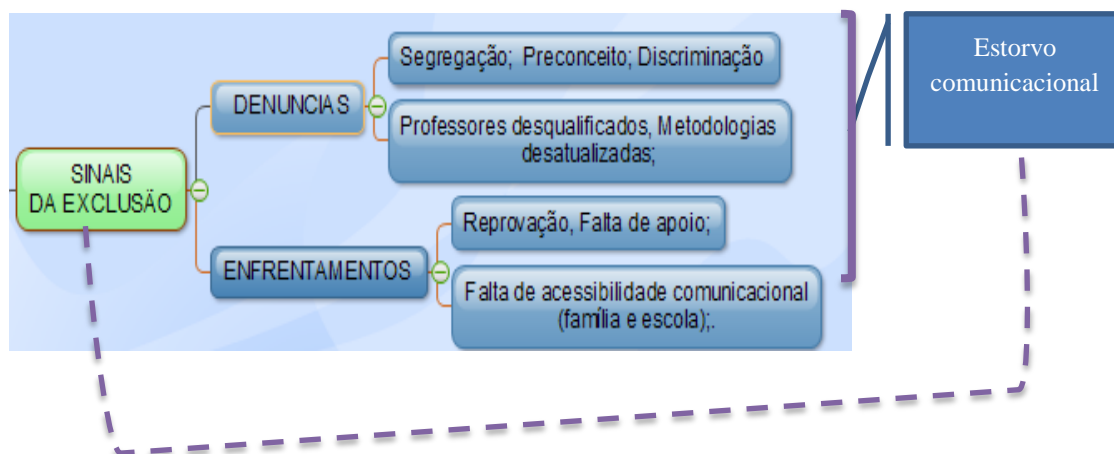 SINAIS
DA EXCLUSÃO
DENUNCIAS
Segregação; Preconceito; Discriminação
Professores desqualificados, Metodologias
desatualizadas;
ENFRENTAMENTOS
Reprovação, Falta de apoio;
Falta de acessibilidade comunicacional
(família e escola);.
Estorvo
comunicacional